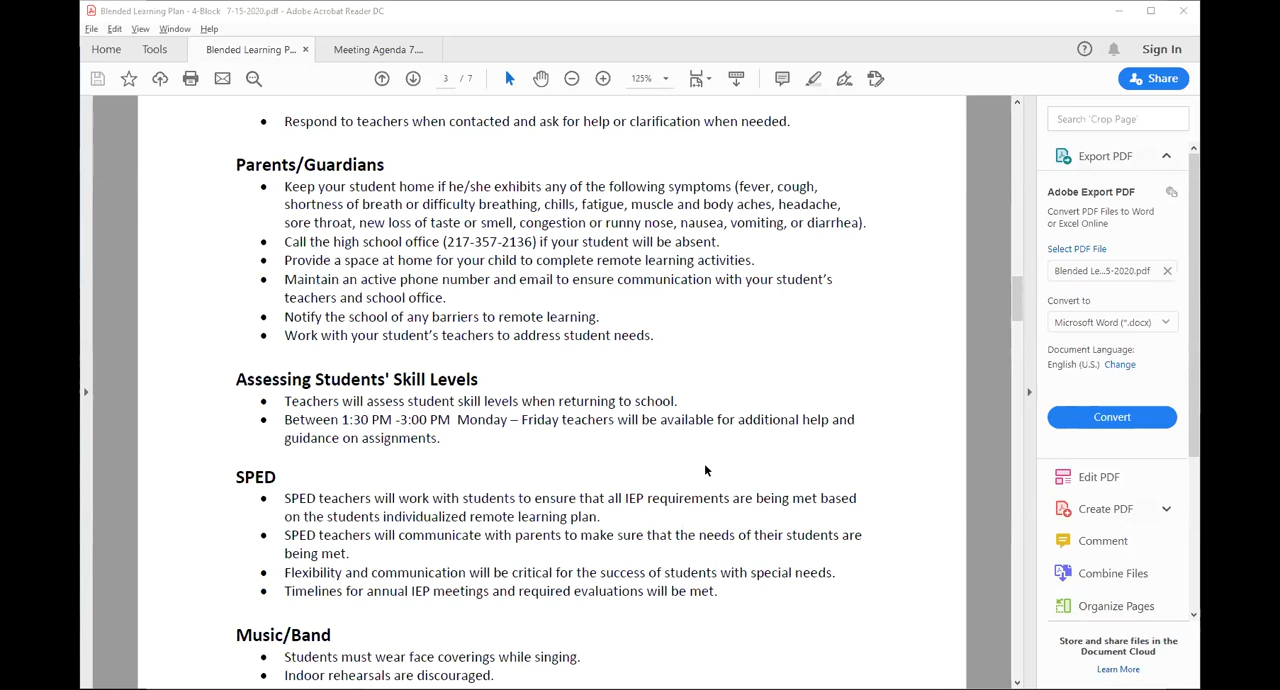 Blended Learning Plan - 4-Block   7-15-2020.pdf - Adobe Acrobat Reader DC
File Edit View Window Help
Home Tools Blended Learning P... × Meeting Agenda 7.... Sign In
3 / 7 125% Share
Respond to teachers when contacted and ask for help or clarification when needed.
Parents/Guardians
Keep your student home if he/she exhibits any of the following symptoms (fever, cough,
shortness of breath or difficulty breathing, chills, fatigue, muscle and body aches, headache,
sore throat, new loss of taste or smell, congestion or runny nose, nausea, vomiting, or diarrhea).
Call the high school office (217-357-2136) if your student will be absent.
Provide a space at home for your child to complete remote learning activities.
Maintain an active phone number and email to ensure communication with your student's
teachers and school office.
Notify the school of any barriers to remote learning.
Work with your student's teachers to address student needs.
Assessing Students' Skill Levels
Teachers will assess student skill levels when returning to school.
Between 1:30 PM -3:00 PM  Monday – Friday teachers will be available for additional help and
guidance on assignments.
SPED
SPED teachers will work with students to ensure that all IEP requirements are being met based
on the students individualized remote learning plan.
SPED teachers will communicate with parents to make sure that the needs of their students are
being met.
Flexibility and communication will be critical for the success of students with special needs.
Timelines for annual IEP meetings and required evaluations will be met.
Music/Band
Students must wear face coverings while singing.
Indoor rehearsals are discouraged.
Search 'Crop Page'
Export PDF
Adobe Export PDF
Convert PDF Files to Word
or Excel Online
Select PDF File
Blended Le...5-2020.pdf
Convert to
Microsoft Word (*.docx)
Document Language:
English (U.S.) Change
Convert
Edit PDF
Create PDF
Comment
Combine Files
Organize Pages
Store and share files in the
Document Cloud
Learn More